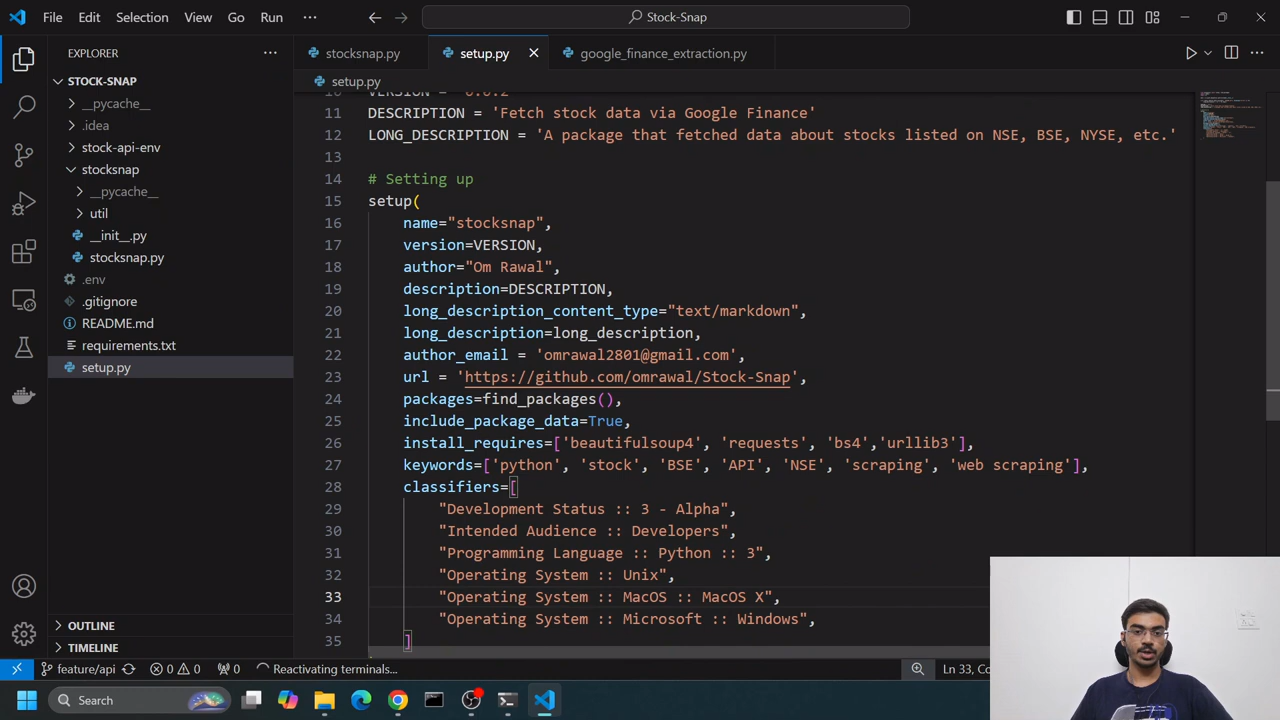 File Edit Selection View Go Run ...
Stock-Snap
EXPLORER
STOCK-SNAP
__pycache__
.idea
stock-api-env
stocksnap
__pycache__
util
__init__.py
stocksnap.py
.env
.gitignore
README.md
requirements.txt
setup.py
OUTLINE
TIMELINE
stocksnap.py
setup.py
google_finance_extraction.py
setup.py
11 DESCRIPTION = 'Fetch stock data via Google Finance'
12 LONG_DESCRIPTION = 'A package that fetched data about stocks listed on NSE, BSE, NYSE, etc.'
13
14 # Setting up
15 setup(
16 name="stocksnap",
17 version=VERSION,
18 author="Om Rawal",
19 description=DESCRIPTION,
20 long_description_content_type="text/markdown",
21 long_description=long_description,
22 author_email = 'omrawal2801@gmail.com',
23 url = 'https://github.com/omrawal/Stock-Snap',
24 packages=find_packages(),
25 include_package_data=True,
26 install_requires=['beautifulsoup4', 'requests', 'bs4','urllib3'],
27 keywords=['python', 'stock', 'BSE', 'API', 'NSE', 'scraping', 'web scraping'],
28 classifiers=[
29 "Development Status :: 3 - Alpha",
30 "Intended Audience :: Developers",
31 "Programming Language :: Python :: 3",
32 "Operating System :: Unix",
33 "Operating System :: MacOS :: MacOS X",
34 "Operating System :: Microsoft :: Windows",
35 ]
feature/api 0 0 0 Reactivating terminals... Ln 33,
Search